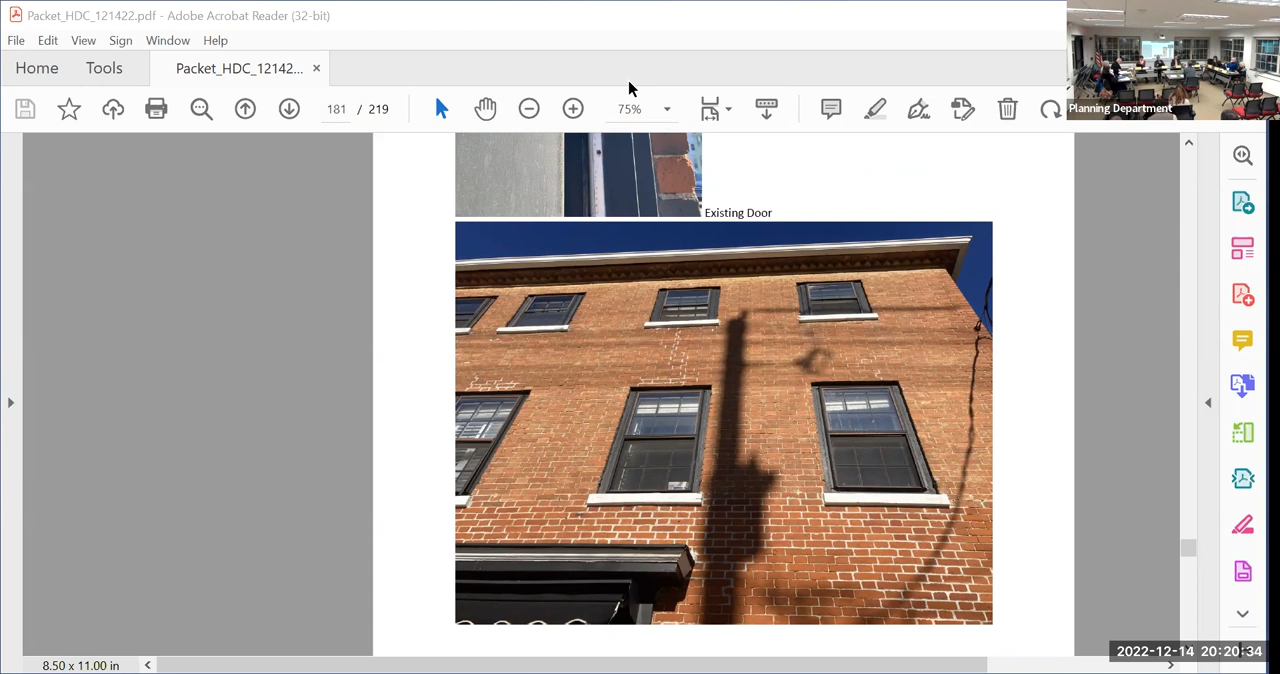 Packet_HDC_121422.pdf - Adobe Acrobat Reader (32-bit)
File Edit View Sign Window Help
Home Tools Packet_HDC_12142... ×
181 / 219 75%
Planning Department
Existing Door
2022-12-14 20:20:34
8.50 x 11.00 in